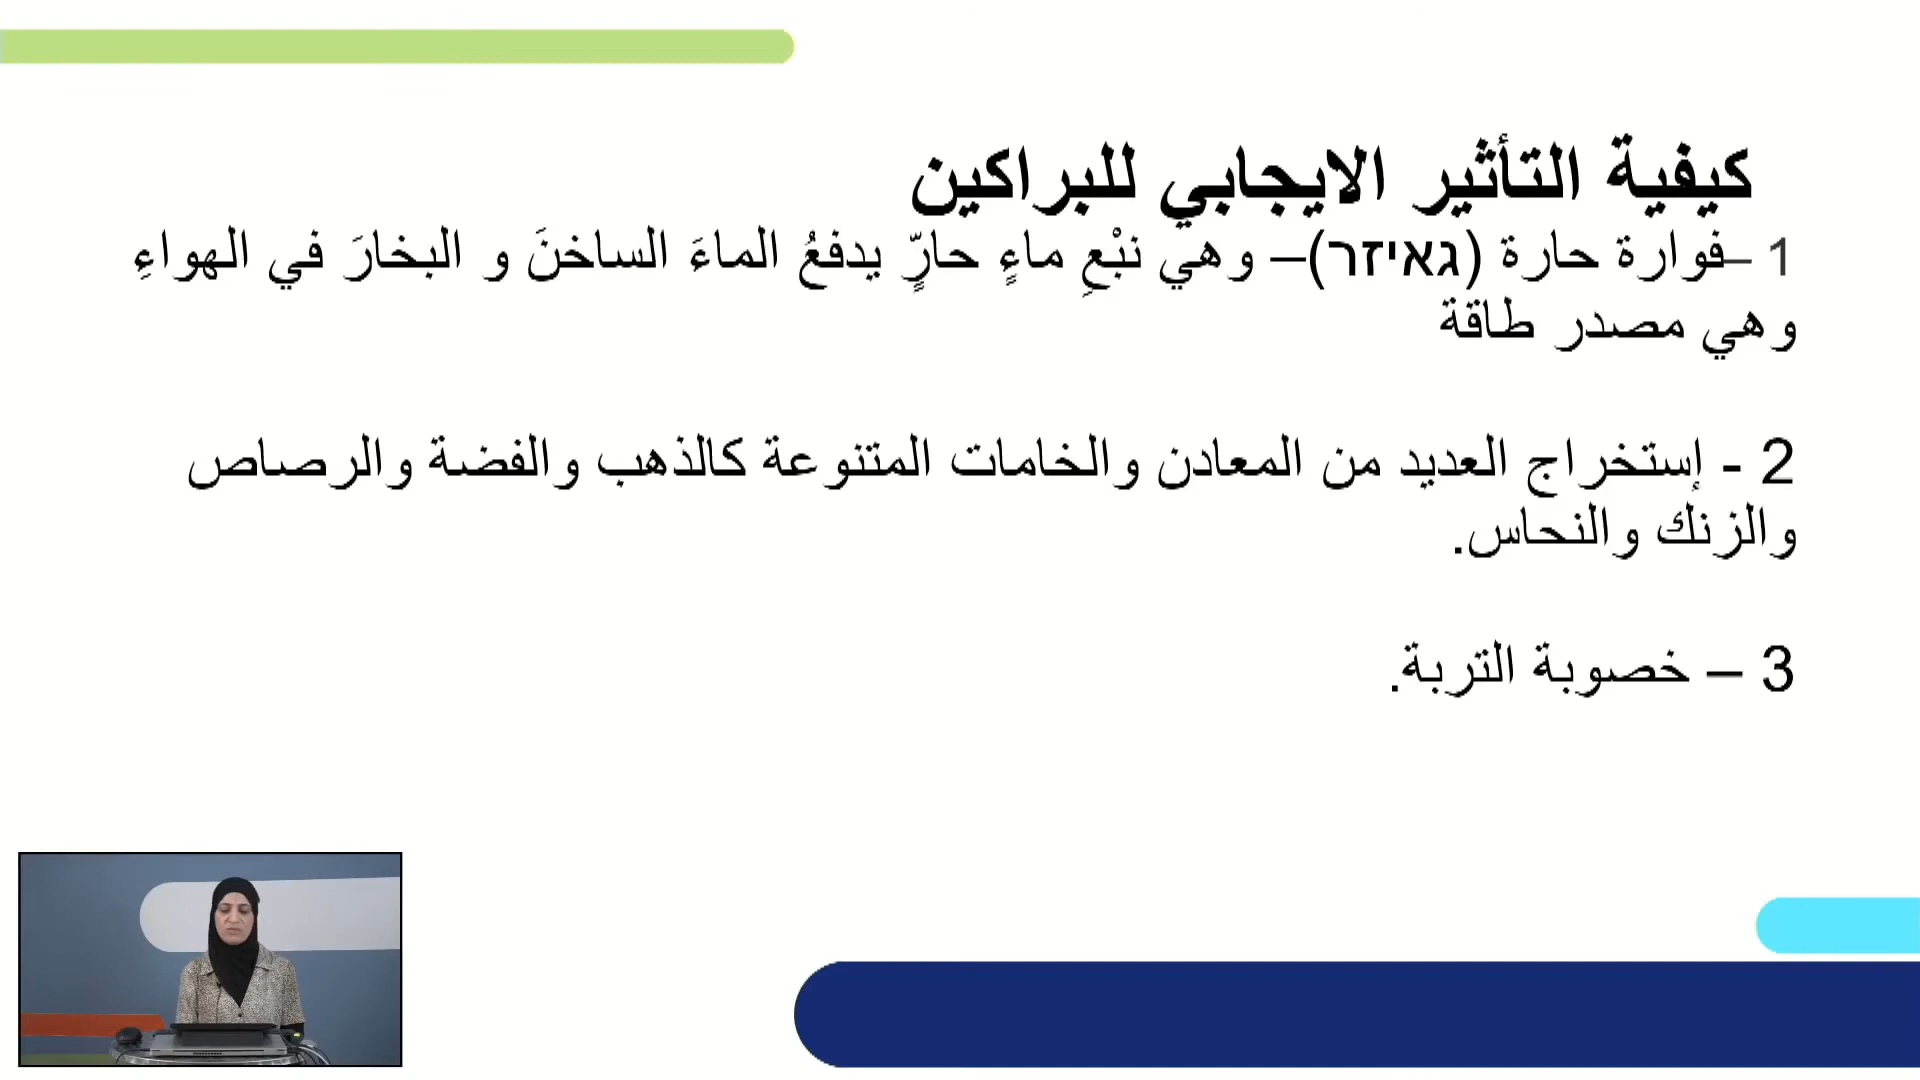 كيفية التأثير الايجابي للبراكين
1 –فوارة حارة (גאיזר)– وهي نبْعِ ماءٍ حارٍّ يدفعُ الماءَ الساخنَ و البخارَ في الهواءِ
وهي مصدر طاقة
2 - إستخراج العديد من المعادن والخامات المتنوعة كالذهب والفضة والرصاص
والزنك والنحاس.
3 – خصوبة التربة.